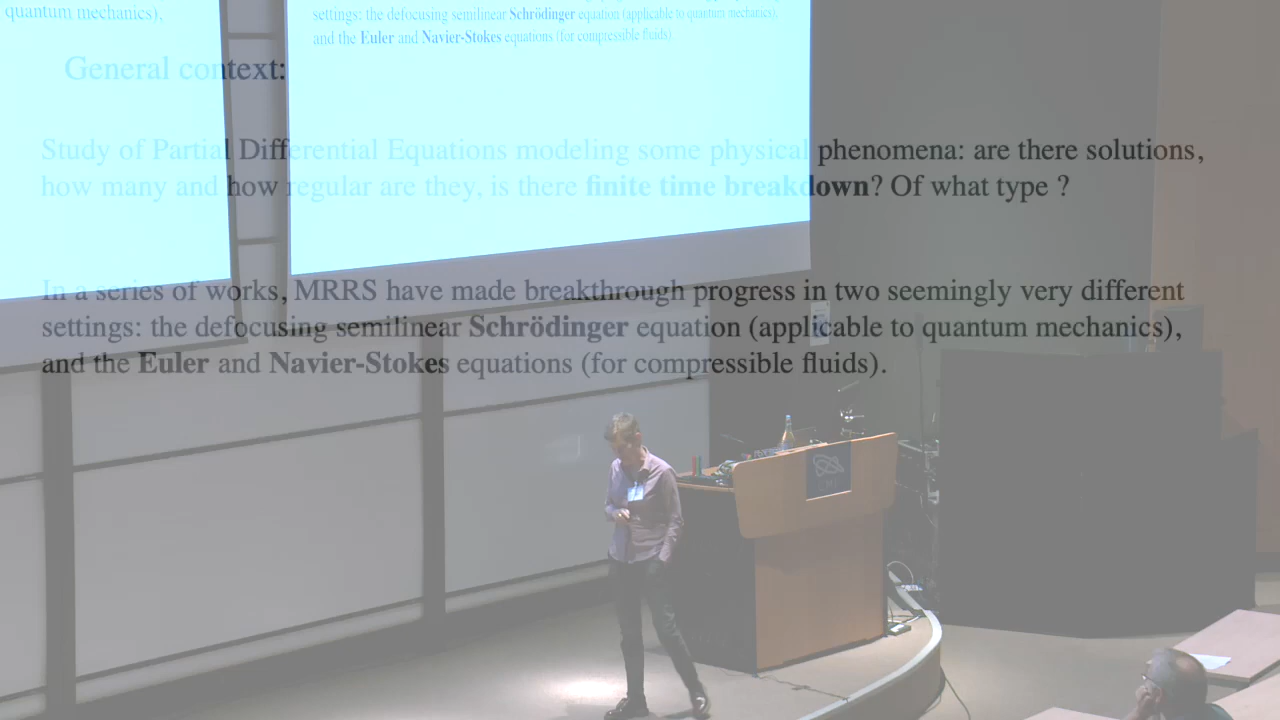 quantum mechanics),
settings: the defocusing semilinear Schrödinger equation (applicable to quantum mechanics),
and the Euler and Navier-Stokes equations (for compressible fluids).
General context:
Study of Partial Differential Equations modeling some physical phenomena: are there solutions,
how many and how regular are they, is there finite time breakdown? Of what type ?
In a series of works, MRRS have made breakthrough progress in two seemingly very different
settings: the defocusing semilinear Schrödinger equation (applicable to quantum mechanics),
and the Euler and Navier-Stokes equations (for compressible fluids).